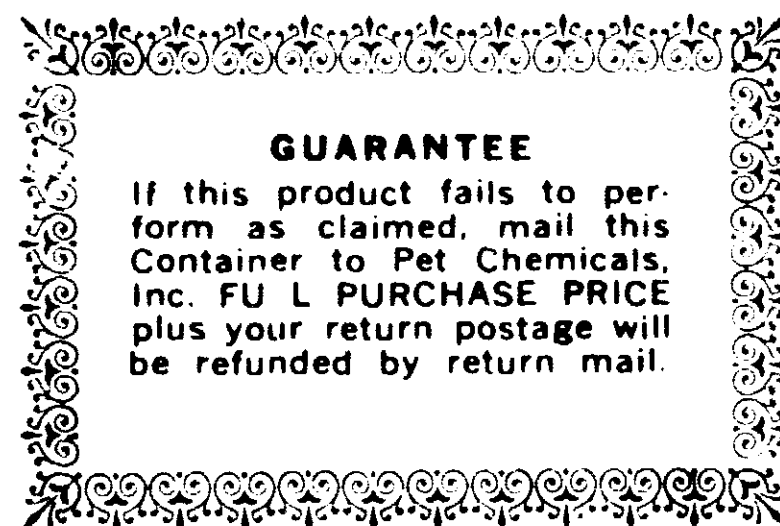 GUARANTEE
If this product fails to per-
form as claimed, mail this
Container to Pet Chemicals,
Inc. FU L PURCHASE PRICE
plus your return postage will
be refunded by return mail.